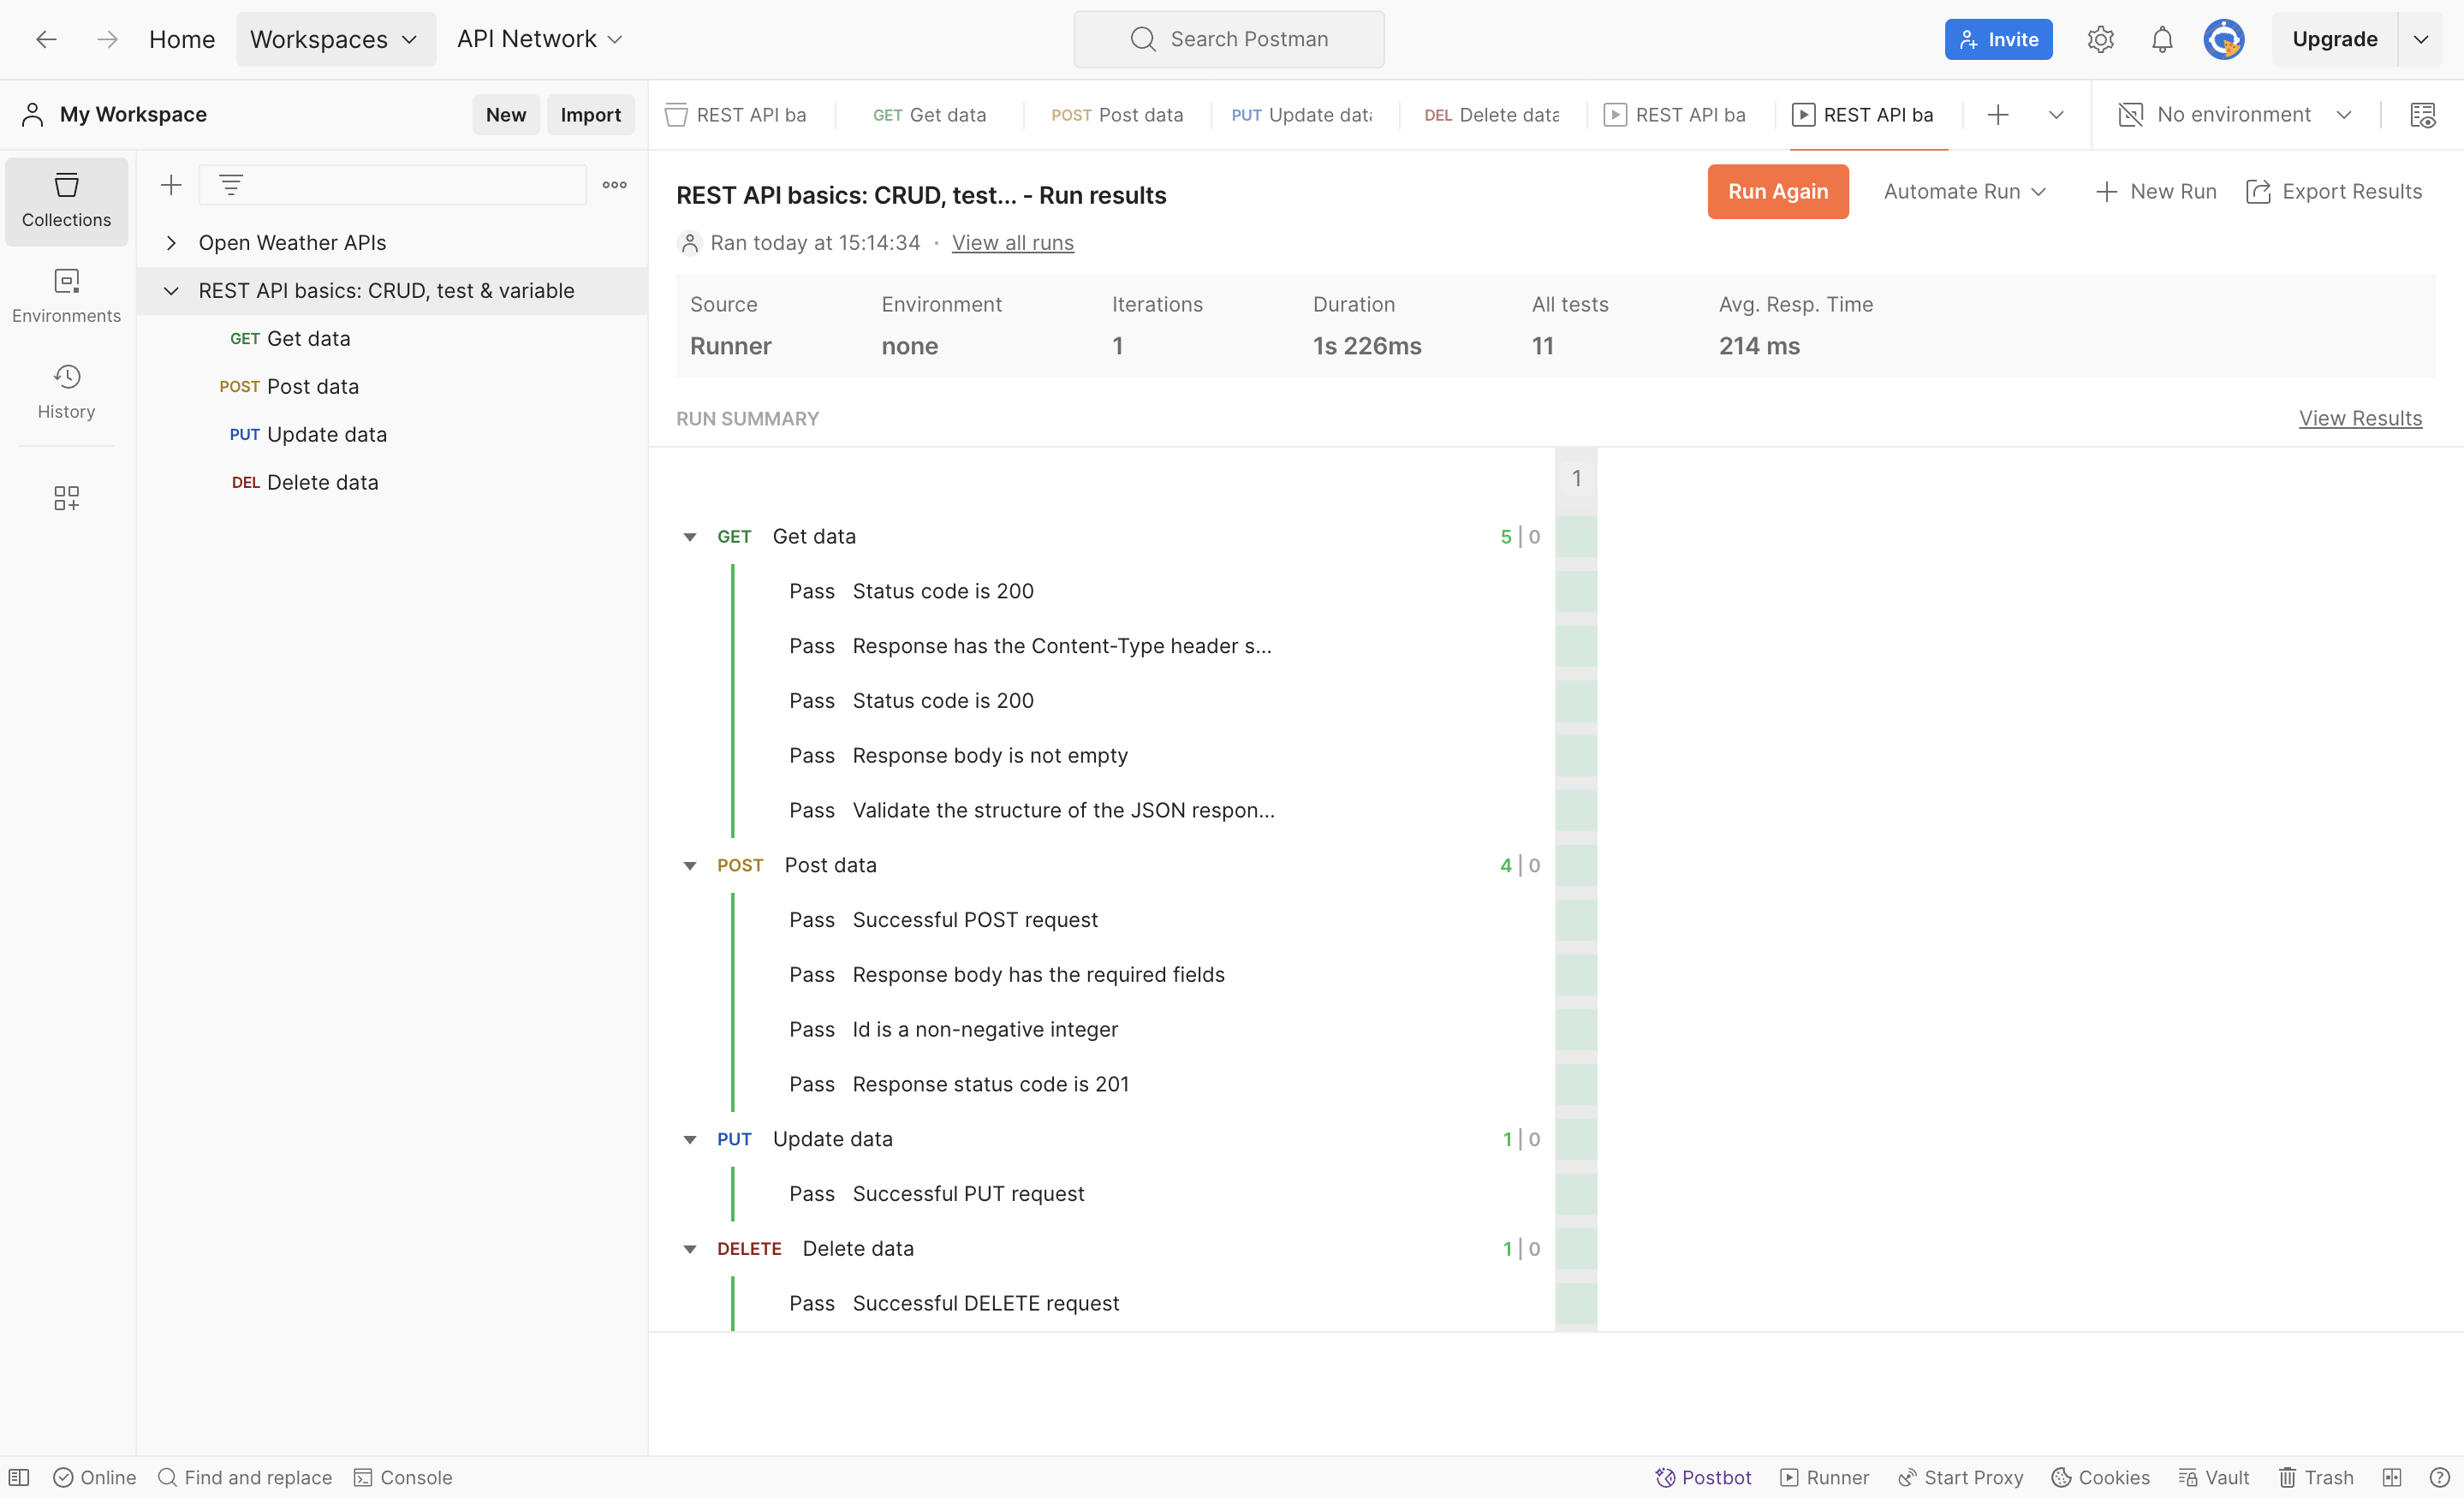 Home Workspaces API Network Search Postman Invite Upgrade
My Workspace New Import
REST API ba GET Get data POST Post data PUT Update data DEL Delete data REST API ba REST API ba No environment
Collections
Environments
History
Open Weather APIs
REST API basics: CRUD, test & variable
GET Get data
POST Post data
PUT Update data
DEL Delete data
REST API basics: CRUD, test... - Run results
Run Again Automate Run New Run Export Results
Ran today at 15:14:34 · View all runs
Source Environment Iterations Duration All tests Avg. Resp. Time
Runner none 1 1s 226ms 11 214 ms
RUN SUMMARY View Results
1
GET Get data 5 | 0
Pass Status code is 200
Pass Response has the Content-Type header s...
Pass Status code is 200
Pass Response body is not empty
Pass Validate the structure of the JSON respon...
POST Post data 4 | 0
Pass Successful POST request
Pass Response body has the required fields
Pass Id is a non-negative integer
Pass Response status code is 201
PUT Update data 1 | 0
Pass Successful PUT request
DELETE Delete data 1 | 0
Pass Successful DELETE request
Online Find and replace Console Postbot Runner Start Proxy Cookies Vault Trash